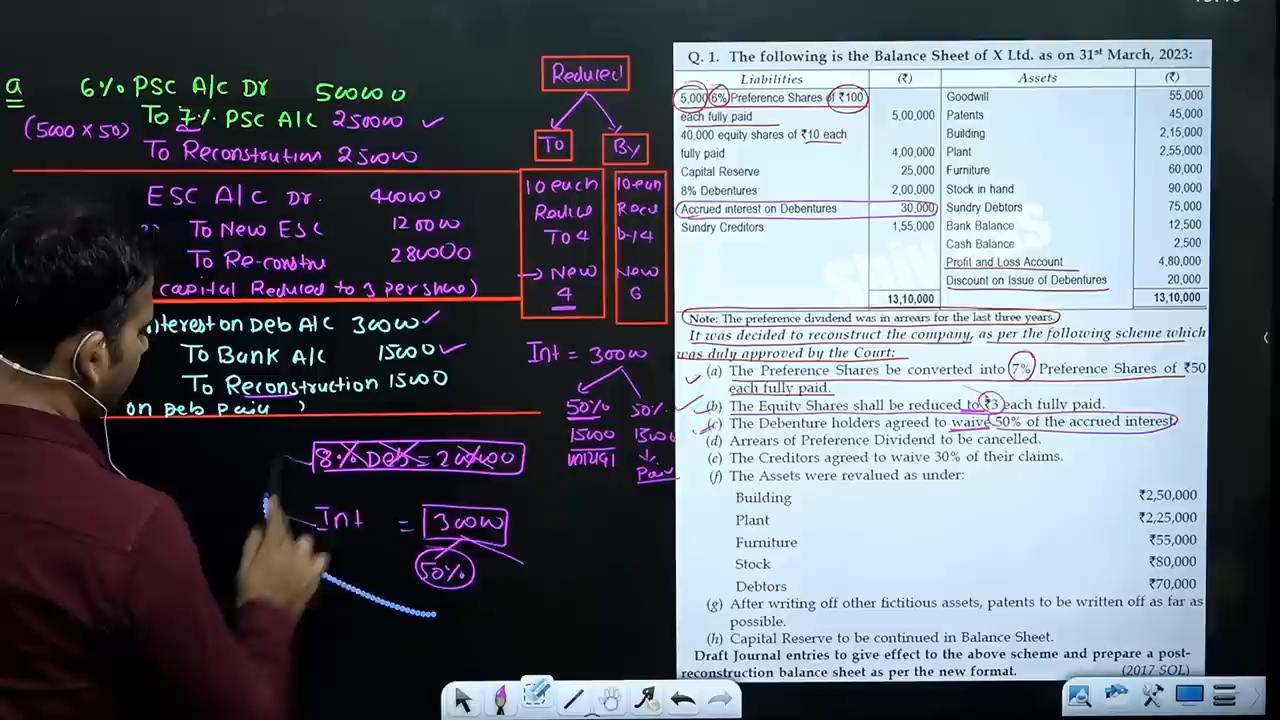 a
6% PSC A/C Dr 500000
To 7% PSC A/C 250000
(5000 x 50)
To Reconstrution 250000
ESC A/C Dr. 400000
To New ESC 120000
To Re-constru 280000
(capital Reduced to 3 per share)
Interest on Deb A/C 30000
To Bank A/C 15000
To Reconstruction 15000
on Deb Paid )
8% Deb = 200000
Int = 30000
50%
Reduced
To
By
10 each
Reduce
To 4
New
4
10 each
Redu
by 4
New
6
Int = 30000
50% 50%
15000
Paid
Q. 1. The following is the Balance Sheet of X Ltd. as on 31st March, 2023:
Liabilities (₹) Assets (₹)
5,000 6% Preference Shares of ₹100 Goodwill 55,000
each fully paid 5,00,000 Patents 45,000
40,000 equity shares of ₹10 each Building 2,15,000
fully paid 4,00,000 Plant 2,55,000
Capital Reserve 25,000 Furniture 60,000
8% Debentures 2,00,000 Stock in hand 90,000
Accrued interest on Debentures 30,000 Sundry Debtors 75,000
Sundry Creditors 1,55,000 Bank Balance 12,500
Cash Balance 2,500
Profit and Loss Account 4,80,000
Discount on Issue of Debentures 20,000
13,10,000 13,10,000
Note: The preference dividend was in arrears for the last three years.
It was decided to reconstruct the company, as per the following scheme which
was duly approved by the Court:
(a) The Preference Shares be converted into 7% Preference Shares of ₹50
each fully paid.
(b) The Equity Shares shall be reduced to ₹3 each fully paid.
(c) The Debenture holders agreed to waive 50% of the accrued interest.
(d) Arrears of Preference Dividend to be cancelled.
(e) The Creditors agreed to waive 30% of their claims.
(f) The Assets were revalued as under:
Building ₹2,50,000
Plant ₹2,25,000
Furniture ₹55,000
Stock ₹80,000
Debtors ₹70,000
(g) After writing off other fictitious assets, patents to be written off as far as
possible.
(h) Capital Reserve to be continued in Balance Sheet.
Draft Journal entries to give effect to the above scheme and prepare a post-
reconstruction balance sheet as per the new format. (2017 SOL)